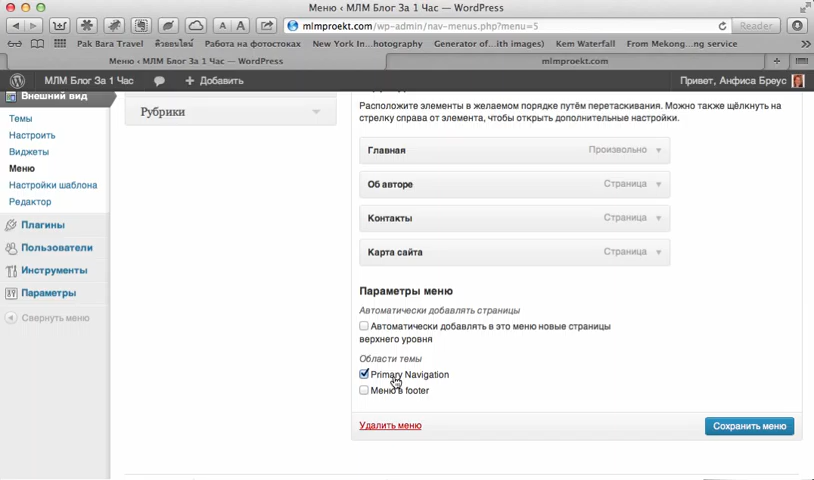 Меню ‹ МЛМ Блог За 1 Час — WordPress
mlmproekt.com/wp-admin/nav-menus.php?menu=5
Reader
Pak Bara Travel
Работа на фотостоках
New York In...hotography
Generator of...ith images)
Kem Waterfall
From Mekong...ng service
Меню ‹ МЛМ Блог За 1 Час — WordPress
mlmproekt.com
МЛМ Блог За 1 Час
Добавить
Привет, Анфиса Бреус
Внешний вид
Темы
Настроить
Виджеты
Меню
Настройки шаблона
Редактор
Плагины
Пользователи
Инструменты
Параметры
Свернуть меню
Рубрики
Расположите элементы в желаемом порядке путём перетаскивания. Можно также щёлкнуть на
стрелку справа от элемента, чтобы открыть дополнительные настройки.
Главная Произвольно
Об авторе Страница
Контакты Страница
Карта сайта Страница
Параметры меню
Автоматически добавлять страницы
Автоматически добавлять в это меню новые страницы
верхнего уровня
Области темы
Primary Navigation
Меню в footer
Удалить меню
Сохранить меню